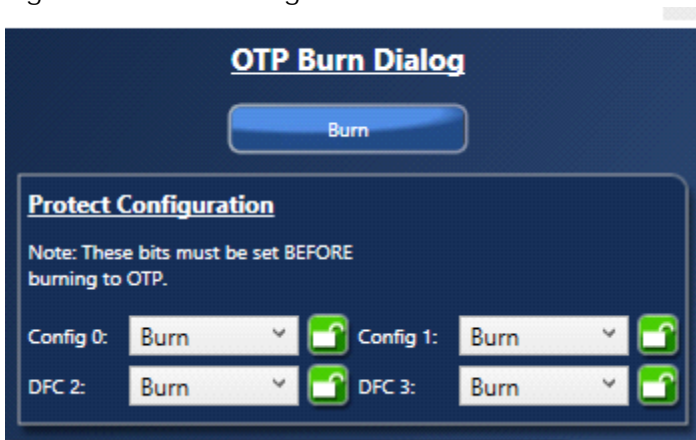 OTP Burn Dialog
Burn
Protect Configuration
Note: These bits must be set BEFORE
burning to OTP.
Config 0: Burn Config 1: Burn
DFC 2: Burn DFC 3: Burn